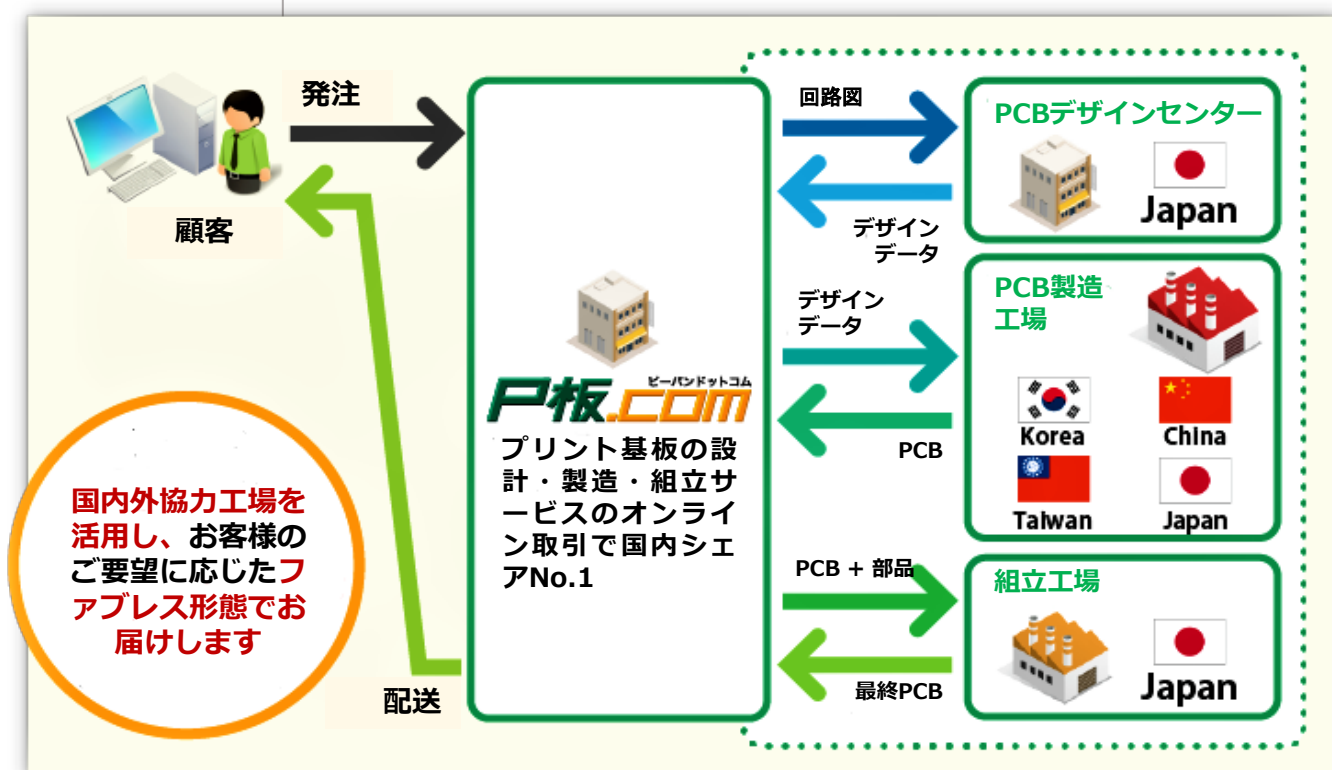 発注
顧客
国内外協力工場を
活用し、お客様の
ご要望に応じたフ
ァブレス形態でお
届けします
配送
ピーバンドットコム
P板.com
プリント基板の設
計・製造・組立サ
ービスのオンライ
ン取引で国内シェ
アNo.1
回路図
デザイン
データ
デザイン
データ
PCB
PCB + 部品
最終PCB
PCBデザインセンター
Japan
PCB製造
工場
Korea
China
Taiwan
Japan
組立工場
Japan